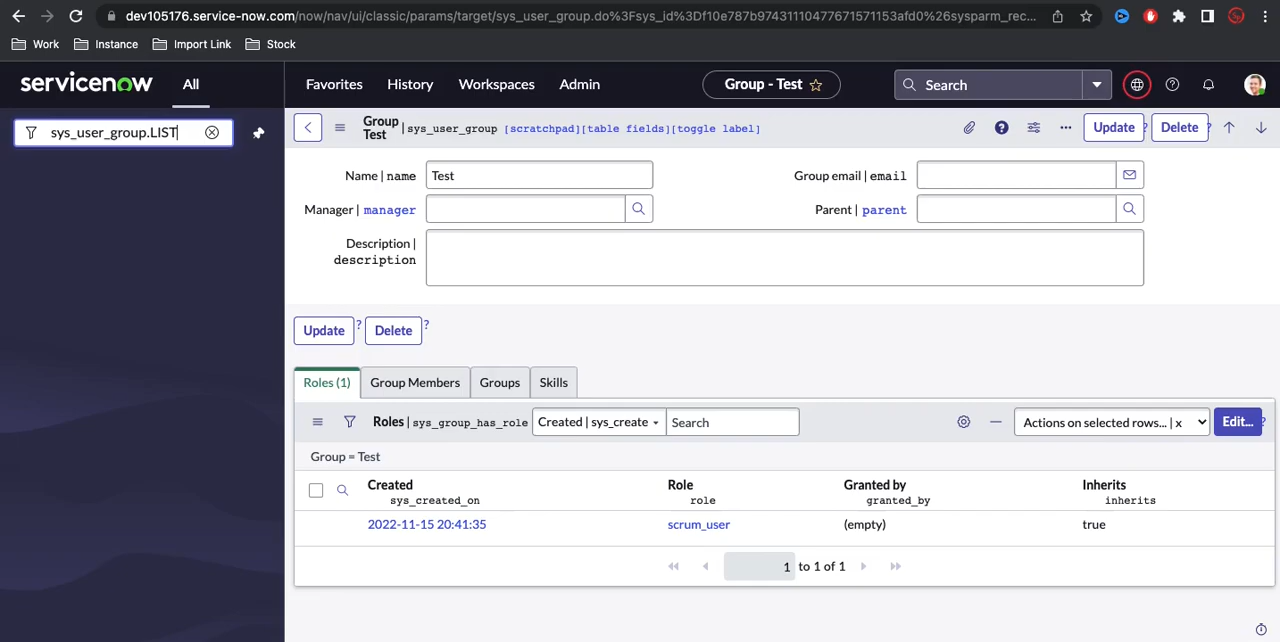 dev105176.service-now.com/now/nav/ui/classic/params/target/sys_user_group.do%3Fsys_id%3Df10e787b97431110477671571153afd0%26sysparm_rec...
Work Instance Import Link Stock
servicenow All Favorites History Workspaces Admin Group - Test Search
sys_user_group.LIST
Group
Test | sys_user_group [scratchpad][table fields][toggle label] ... Update ? Delete ?
Name | name Test Group email | email
Manager | manager Parent | parent
Description |
description
Update ? Delete ?
Roles (1) Group Members Groups Skills
Roles | sys_group_has_role Created | sys_create Search Actions on selected rows... | x Edit... ?
Group = Test
Created Role Granted by Inherits
sys_created_on role granted_by inherits
2022-11-15 20:41:35 scrum_user (empty) true
1 to 1 of 1